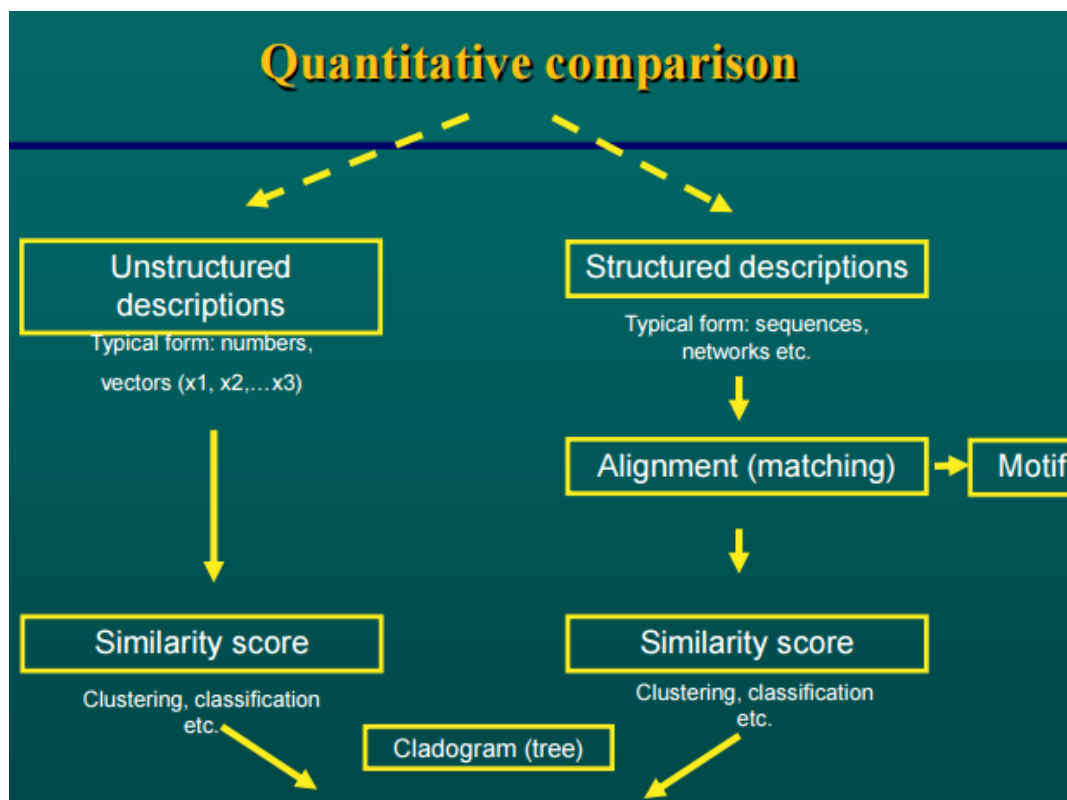 Quantitative comparison
Unstructured
descriptions
Typical form: numbers,
vectors (x1, x2,...x3)
Structured descriptions
Typical form: sequences,
networks etc.
Alignment (matching)
Motif
Similarity score
Clustering, classification
etc.
Similarity score
Clustering, classification
etc.
Cladogram (tree)